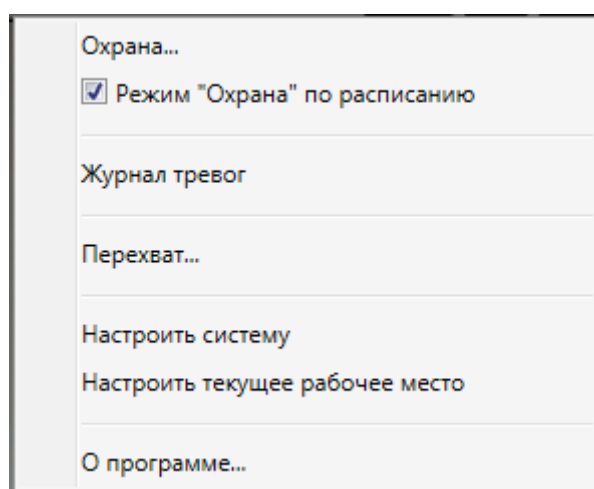 Охрана...
Режим "Охрана" по расписанию
Журнал тревог
Перехват...
Настроить систему
Настроить текущее рабочее место
О программе...